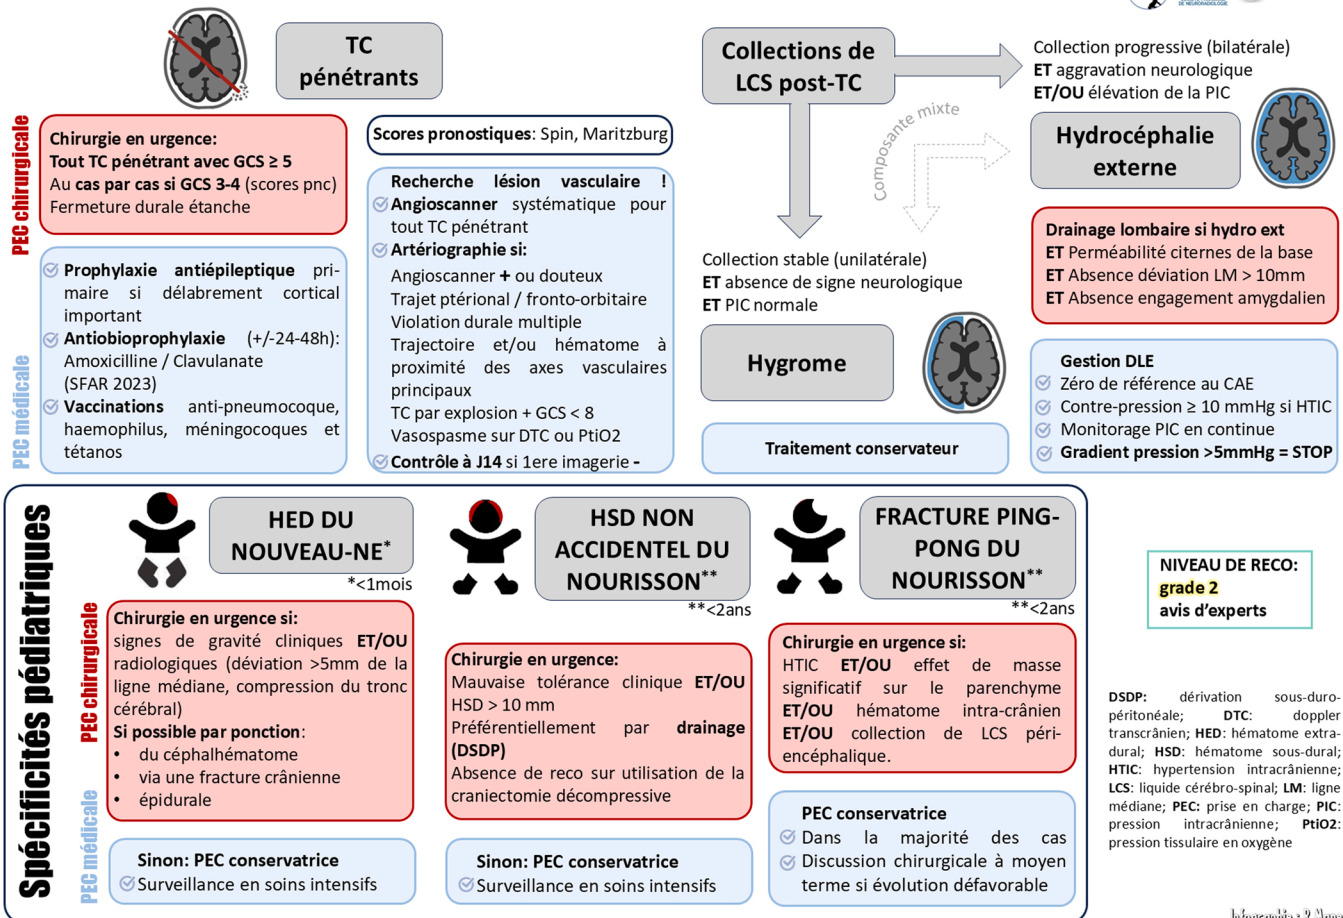 DE NEURORADIOLOGIE
TC
pénétrants
PEC chirurgicale
Chirurgie en urgence:
Tout TC pénétrant avec GCS ≥ 5
Au cas par cas si GCS 3-4 (scores pnc)
Fermeture durale étanche
PEC médicale
Prophylaxie antiépileptique pri-
maire si délabrement cortical
important
Antibioprophylaxie (+/-24-48h):
Amoxicilline / Clavulanate
(SFAR 2023)
Vaccinations anti-pneumocoque,
haemophilus, méningocoques et
tétanos
Scores pronostiques: Spin, Maritzburg
Recherche lésion vasculaire !
Angioscanner systématique pour
tout TC pénétrant
Artériographie si:
Angioscanner + ou douteux
Trajet ptérional / fronto-orbitaire
Violation durale multiple
Trajectoire et/ou hématome à
proximité des axes vasculaires
principaux
TC par explosion + GCS < 8
Vasospasme sur DTC ou PtiO2
Contrôle à J14 si 1ere imagerie -
Collections de
LCS post-TC
Composante mixte
Collection stable (unilatérale)
ET absence de signe neurologique
ET PIC normale
Hygrome
Traitement conservateur
Collection progressive (bilatérale)
ET aggravation neurologique
ET/OU élévation de la PIC
Hydrocéphalie
externe
Drainage lombaire si hydro ext
ET Perméabilité citernes de la base
ET Absence déviation LM > 10mm
ET Absence engagement amygdalien
Gestion DLE
Zéro de référence au CAE
Contre-pression ≥ 10 mmHg si HTIC
Monitorage PIC en continue
Gradient pression >5mmHg = STOP
Spécificités pédiatriques
PEC chirurgicale
PEC médicale
HED DU
NOUVEAU-NE*
*<1mois
Chirurgie en urgence si:
signes de gravité cliniques ET/OU
radiologiques (déviation >5mm de la
ligne médiane, compression du tronc
cérébral)
Si possible par ponction:
• du céphalhématome
• via une fracture crânienne
• épidurale
Sinon: PEC conservatrice
Surveillance en soins intensifs
HSD NON
ACCIDENTEL DU
NOURISSON**
**<2ans
Chirurgie en urgence:
Mauvaise tolérance clinique ET/OU
HSD > 10 mm
Préférentiellement par drainage
(DSDP)
Absence de reco sur utilisation de la
craniectomie décompressive
Sinon: PEC conservatrice
Surveillance en soins intensifs
FRACTURE PING-
PONG DU
NOURISSON**
**<2ans
Chirurgie en urgence si:
HTIC ET/OU effet de masse
significatif sur le parenchyme
ET/OU hématome intra-crânien
ET/OU collection de LCS péri-
encéphalique.
PEC conservatrice
Dans la majorité des cas
Discussion chirurgicale à moyen
terme si évolution défavorable
NIVEAU DE RECO:
grade 2
avis d'experts
DSDP: dérivation sous-duro-
péritonéale; DTC: doppler
transcrânien; HED: hématome extra-
dural; HSD: hématome sous-dural;
HTIC: hypertension intracrânienne;
LCS: liquide cérébro-spinal; LM: ligne
médiane; PEC: prise en charge; PIC:
pression intracrânienne; PtiO2:
pression tissulaire en oxygène